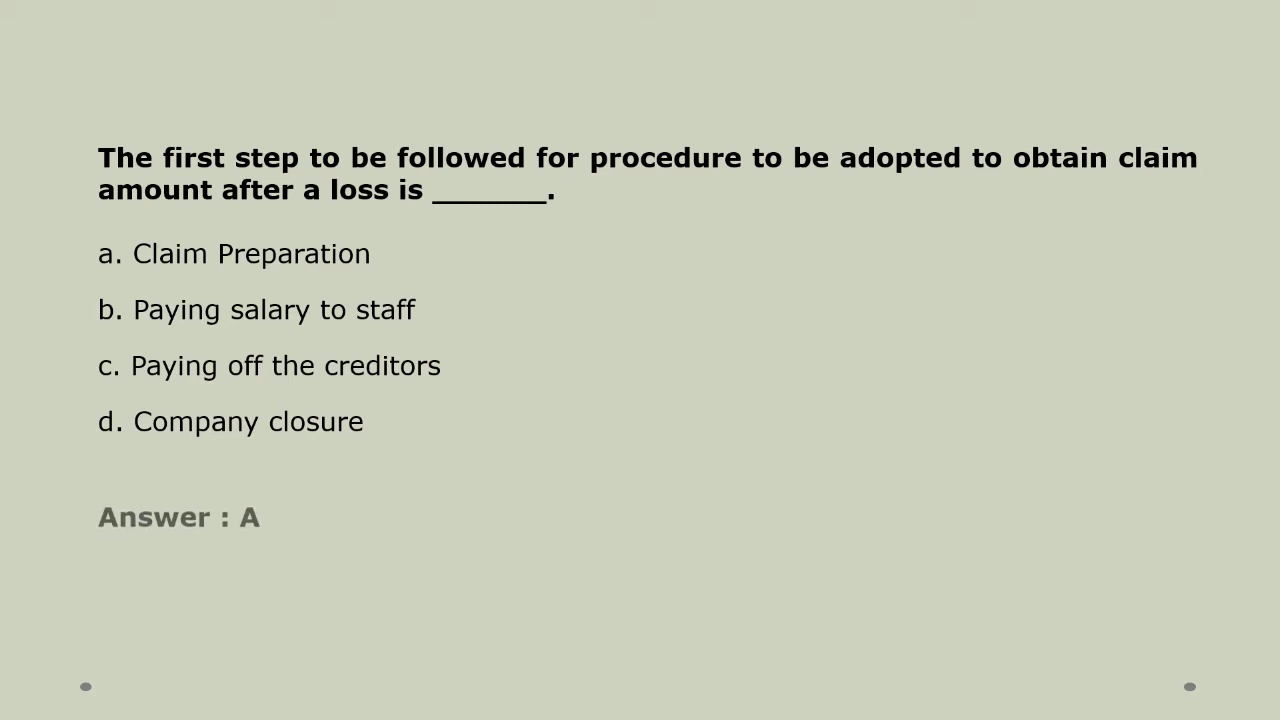 The first step to be followed for procedure to be adopted to obtain claim
amount after a loss is ________.
a. Claim Preparation
b. Paying salary to staff
c. Paying off the creditors
d. Company closure
Answer : A